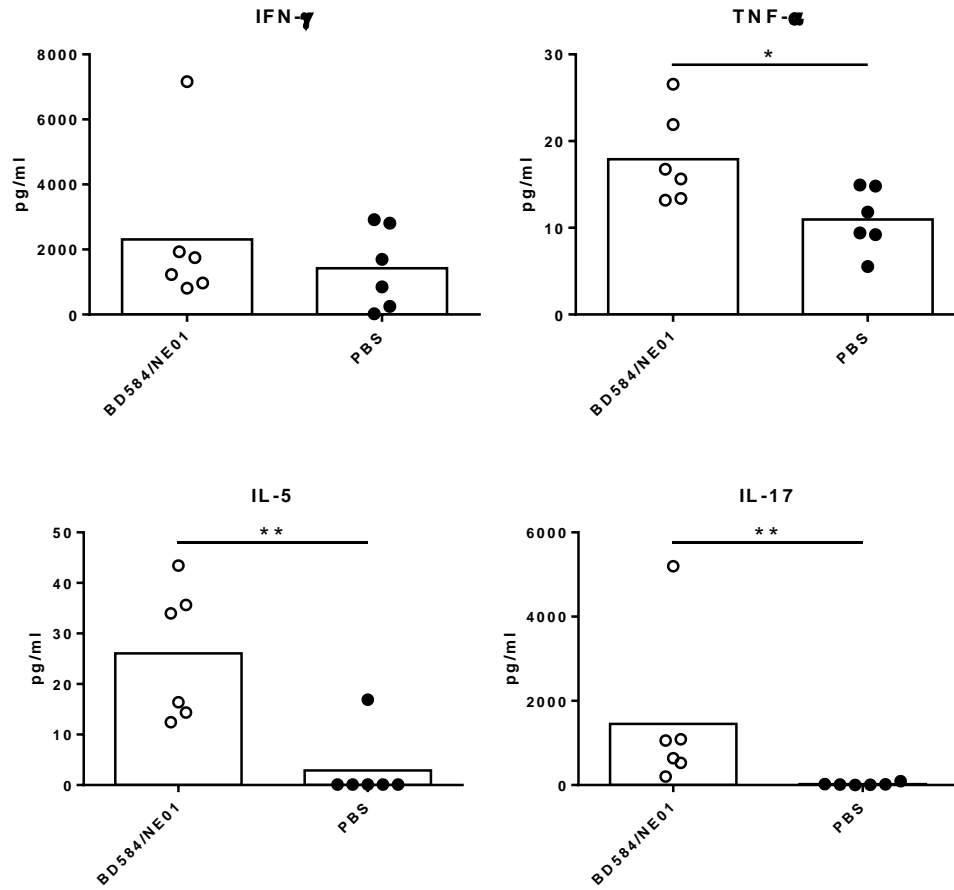 IFN-γ
8000
6000
4000
2000
0
pg/ml
BD584/NE01
PBS
TNF-α
*
30
20
10
0
pg/ml
BD584/NE01
PBS
IL-5
**
50
40
30
20
10
0
pg/ml
BD584/NE01
PBS
IL-17
**
6000
4000
2000
0
pg/ml
BD584/NE01
PBS